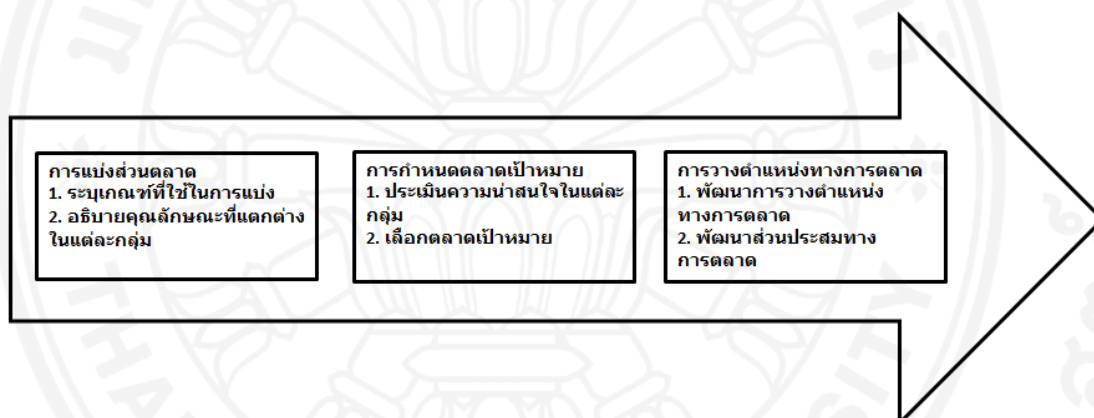 การแบ่งส่วนตลาด
1. ระบุเกณฑ์ที่ใช้ในการแบ่ง
2. อธิบายคุณลักษณะที่แตกต่าง
ในแต่ละกลุ่ม
การกำหนดตลาดเป้าหมาย
1. ประเมินความน่าสนใจในแต่ละ
กลุ่ม
2. เลือกตลาดเป้าหมาย
การวางตำแหน่งทางการตลาด
1. พัฒนาการวางตำแหน่ง
ทางการตลาด
2. พัฒนาส่วนประสมทาง
การตลาด